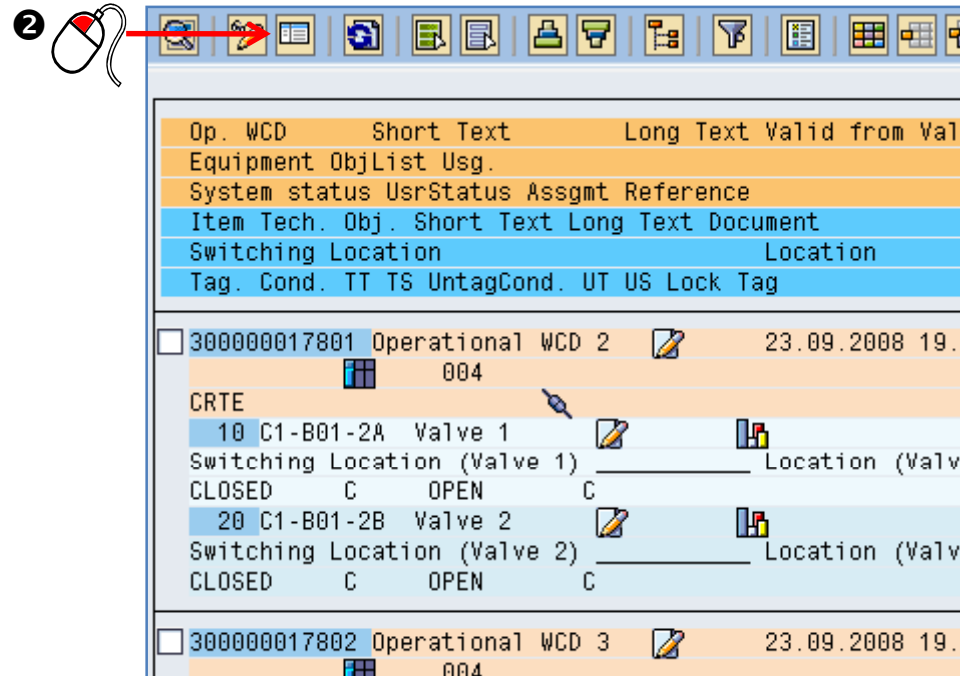 ❷
Op. WCD Short Text Long Text Valid from Val
Equipment ObjList Usg.
System status UsrStatus Assgmt Reference
Item Tech. Obj. Short Text Long Text Document
Switching Location Location
Tag. Cond. TT TS UntagCond. UT US Lock Tag
300000017801 Operational WCD 2 23.09.2008 19.
004
CRTE
10 C1-B01-2A Valve 1
Switching Location (Valve 1) ___________ Location (Valv
CLOSED C OPEN C
20 C1-B01-2B Valve 2
Switching Location (Valve 2) ___________ Location (Valv
CLOSED C OPEN C
300000017802 Operational WCD 3 23.09.2008 19.
004